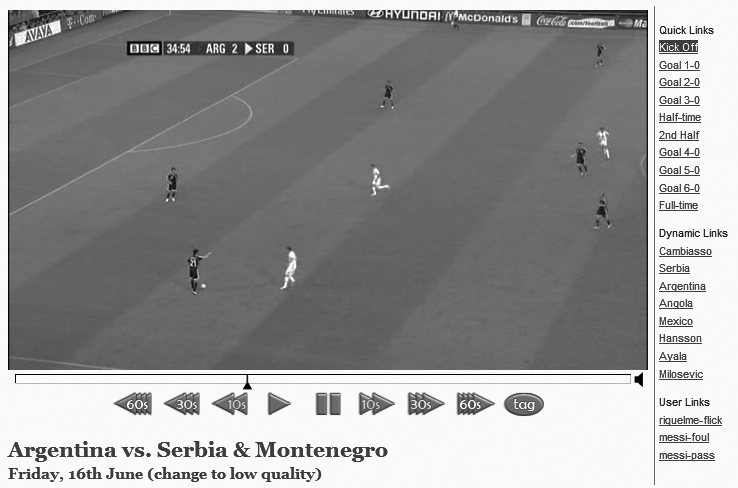 AVAYA
T··Com·
Fly Emirates
HYUNDAI
McDonald's
Coca-Cola .com/football
Ma
BBC 34:54 ARG 2 SER 0
21
60s 30s 10s 10s 30s 60s tag
Argentina vs. Serbia & Montenegro
Friday, 16th June (change to low quality)
Quick Links
Kick Off
Goal 1-0
Goal 2-0
Goal 3-0
Half-time
2nd Half
Goal 4-0
Goal 5-0
Goal 6-0
Full-time
Dynamic Links
Cambiasso
Serbia
Argentina
Angola
Mexico
Hansson
Ayala
Milosevic
User Links
riquelme-flick
messi-foul
messi-pass